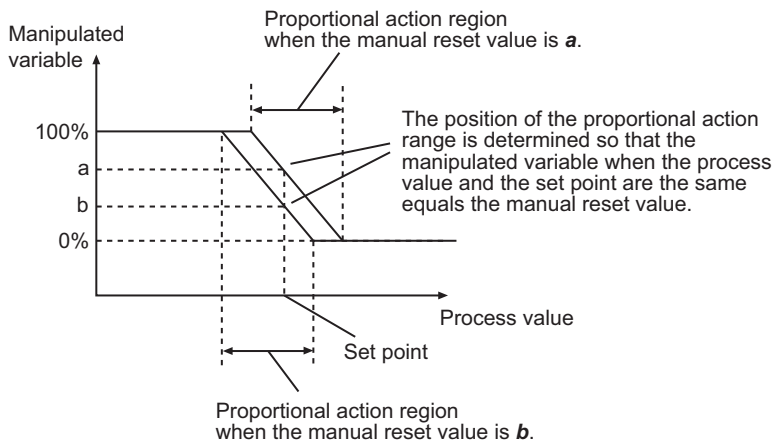 Proportional action region
when the manual reset value is a.
Manipulated
variable
The position of the proportional action
range is determined so that the
manipulated variable when the process
value and the set point are the same
equals the manual reset value.
100%
a
b
0%
Process value
Set point
Proportional action region
when the manual reset value is b.